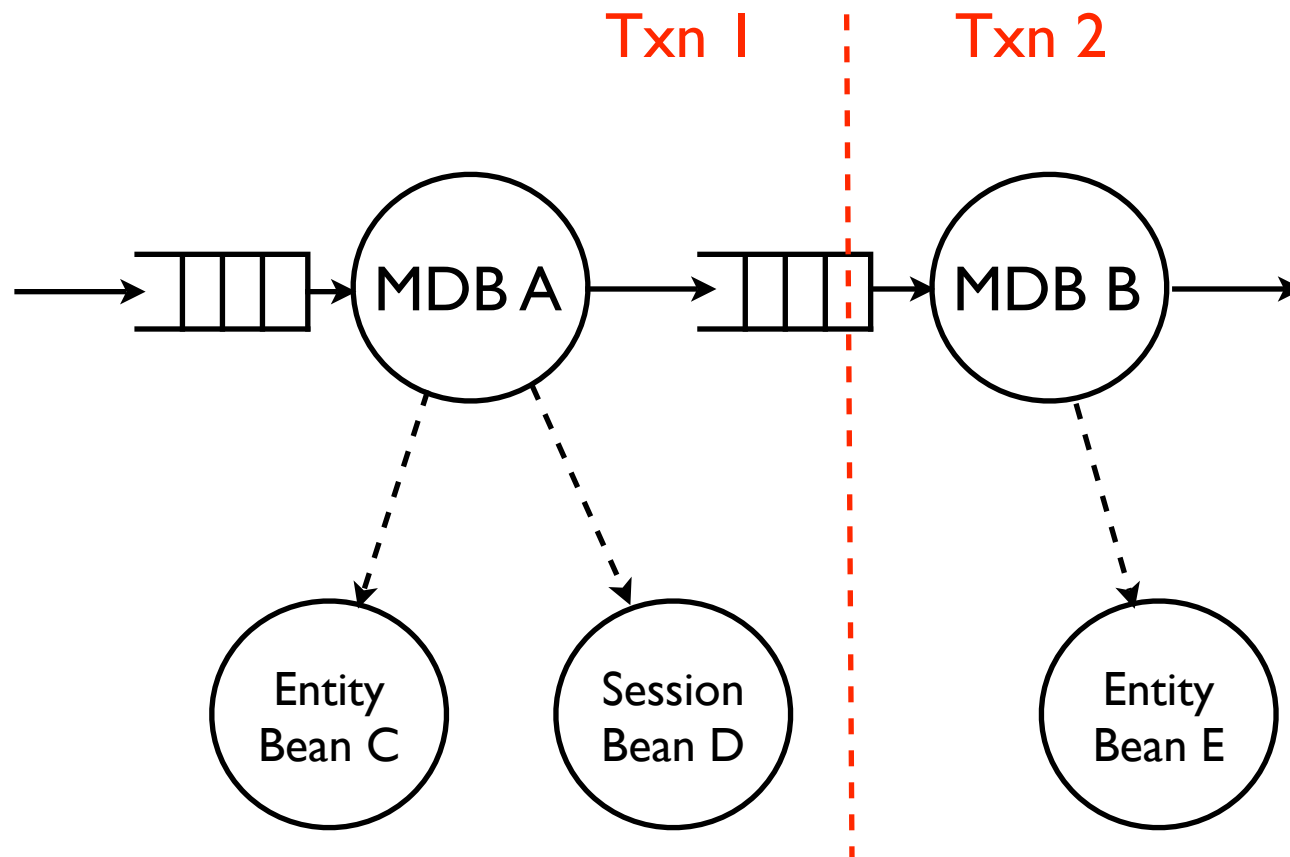 Txn 1
Txn 2
MDB A
MDB B
Entity
Bean C
Session
Bean D
Entity
Bean E